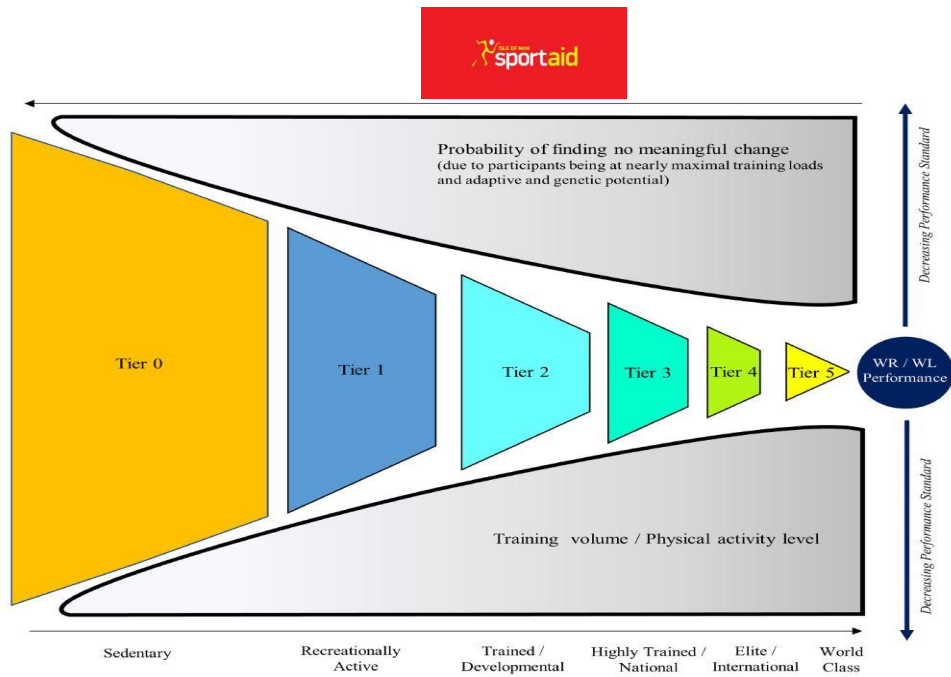 ISLE OF MAN
sportaid
Probability of finding no meaningful change
(due to participants being at nearly maximal training loads
and adaptive and genetic potential)
Decreasing Performance Standard
Tier 0
Tier 1
Tier 2
Tier 3
Tier 4
Tier 5
WR / WL
Performance
Training volume / Physical activity level
Decreasing Performance Standard
Sedentary
Recreationally
Active
Trained /
Developmental
Highly Trained /
National
Elite /
International
World
Class